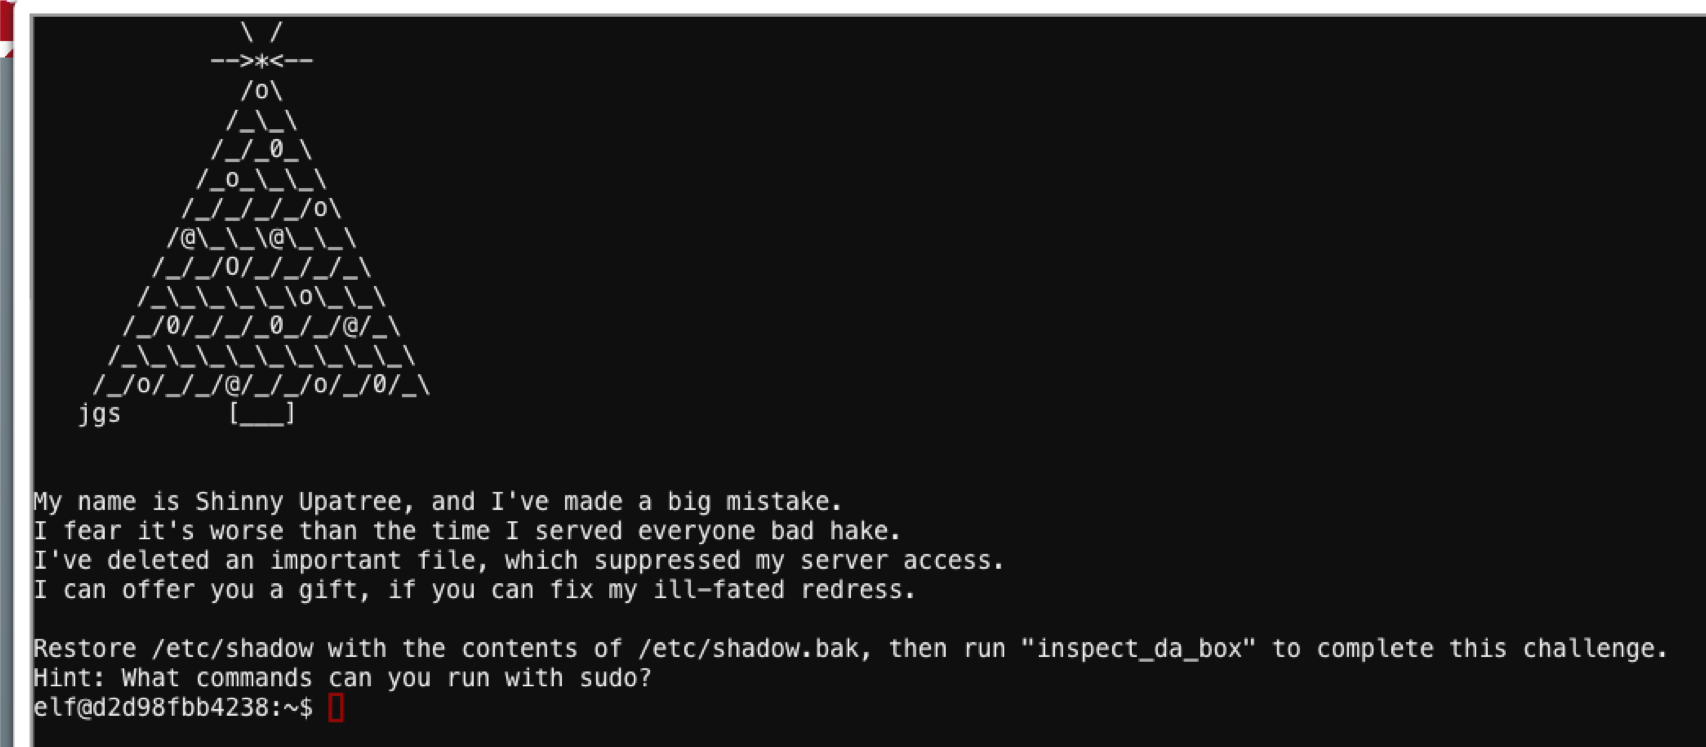 \ /
              -->*<--
                /o\
               /_\_\
              /_/_0_\
             /_o_\_\_\
            /_/_/_/_/o\
           /@\_\_\@\_\_\
          /_/_/O/_/_/_/_\
         /_\_\_\_\_\o\_\_\
        /_/0/_/_/_0_/_/@/_\
       /_\_\_\_\_\_\_\_\_\_\
      /_/o/_/_/@/_/_/o/_/0/_\
   jgs       [___]
My name is Shinny Upatree, and I've made a big mistake.
I fear it's worse than the time I served everyone bad hake.
I've deleted an important file, which suppressed my server access.
I can offer you a gift, if you can fix my ill-fated redress.
Restore /etc/shadow with the contents of /etc/shadow.bak, then run "inspect_da_box" to complete this challenge.
Hint: What commands can you run with sudo?
elf@d2d98fbb4238:~$